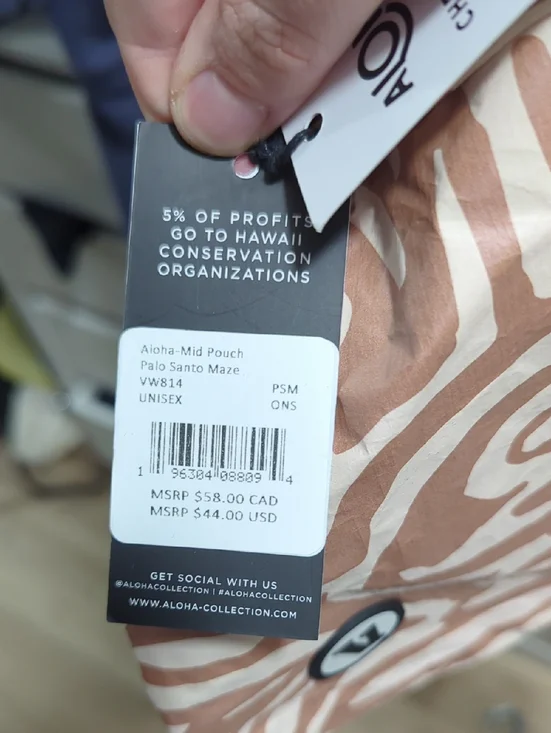 ALO
CH
5% OF PROFITS
GO TO HAWAII
CONSERVATION
ORGANIZATIONS
Aloha-Mid Pouch
Palo Santo Maze
VW814 PSM
UNISEX ONS
1 96304 08809 4
MSRP $58.00 CAD
MSRP $44.00 USD
GET SOCIAL WITH US
@ALOHACOLLECTION | #ALOHACOLLECTION
WWW.ALOHA-COLLECTION.COM